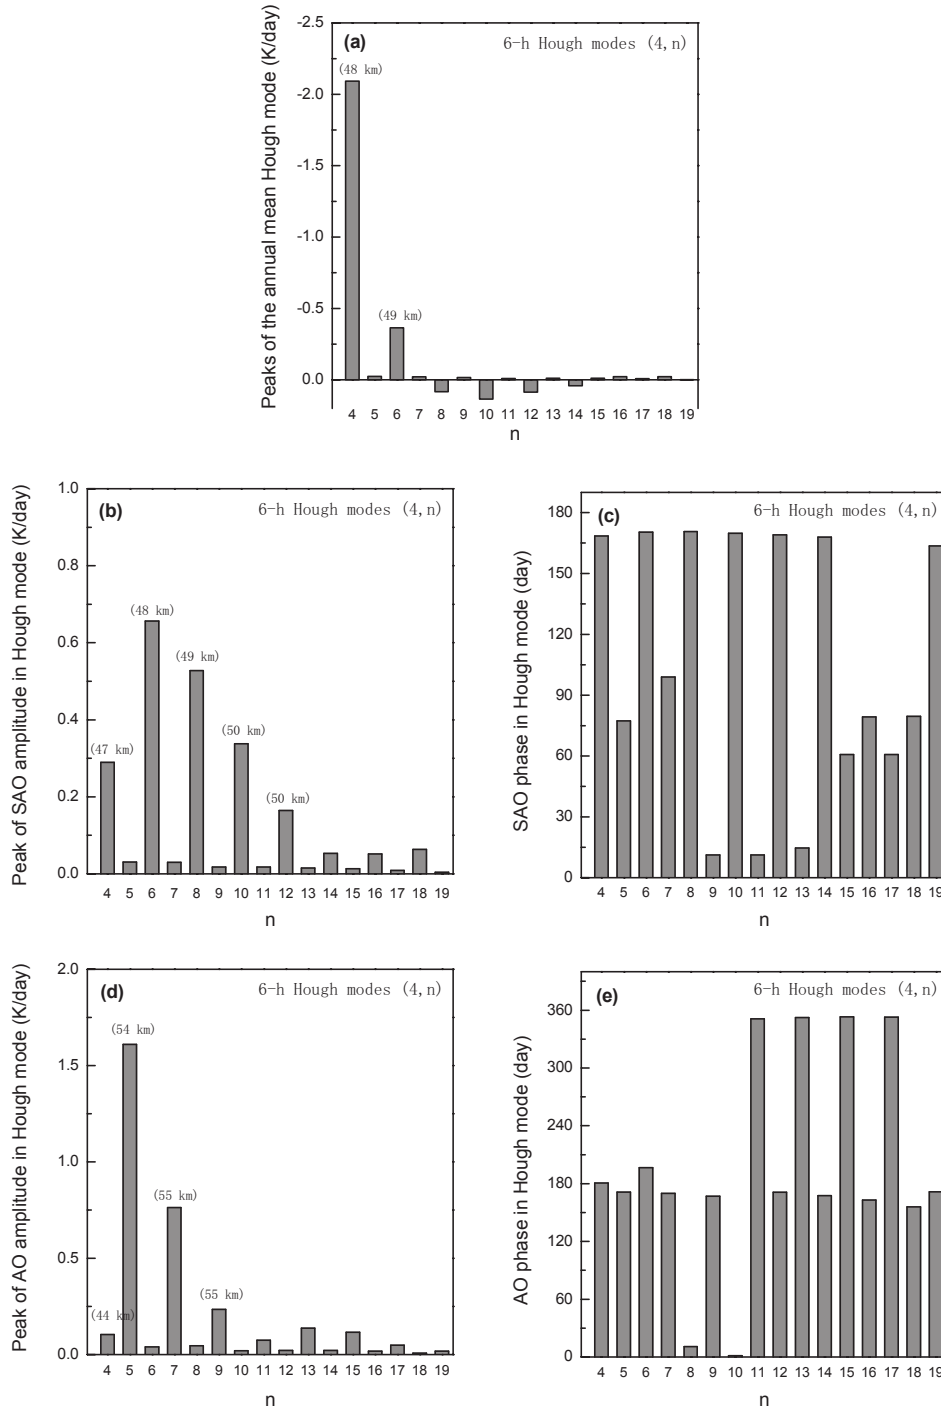 (a)
6-h Hough modes (4,n)
Peaks of the annual mean Hough mode (K/day)
-2.5
-2.0
-1.5
-1.0
-0.5
0.0
(48 km)
(49 km)
4 5 6 7 8 9 10 11 12 13 14 15 16 17 18 19
n
(b)
6-h Hough modes (4,n)
Peak of SAO amplitude in Hough mode (K/day)
1.0
0.8
0.6
0.4
0.2
0.0
(47 km)
(48 km)
(49 km)
(50 km)
(50 km)
4 5 6 7 8 9 10 11 12 13 14 15 16 17 18 19
n
(c)
6-h Hough modes (4,n)
SAO phase in Hough mode (day)
180
150
120
90
60
30
0
4 5 6 7 8 9 10 11 12 13 14 15 16 17 18 19
n
(d)
6-h Hough modes (4,n)
Peak of AO amplitude in Hough mode (K/day)
2.0
1.5
1.0
0.5
0.0
(44 km)
(54 km)
(55 km)
(55 km)
4 5 6 7 8 9 10 11 12 13 14 15 16 17 18 19
n
(e)
6-h Hough modes (4,n)
AO phase in Hough mode (day)
360
300
240
180
120
60
0
4 5 6 7 8 9 10 11 12 13 14 15 16 17 18 19
n